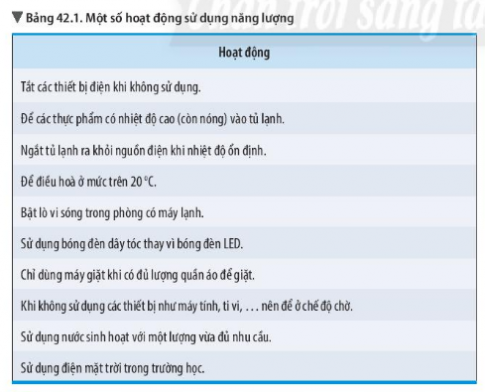 Chân trời sáng tạ
▼ Bảng 42.1. Một số hoạt động sử dụng năng lượng
Hoạt động
Tắt các thiết bị điện khi không sử dụng.
Để các thực phẩm có nhiệt độ cao (còn nóng) vào tủ lạnh.
Ngắt tủ lạnh ra khỏi nguồn điện khi nhiệt độ ổn định.
Để điều hoà ở mức trên 20 °C.
Bật lò vi sóng trong phòng có máy lạnh.
Sử dụng bóng đèn dây tóc thay vì bóng đèn LED.
Chỉ dùng máy giặt khi có đủ lượng quần áo để giặt.
Khi không sử dụng các thiết bị như máy tính, ti vi, … nên để ở chế độ chờ.
Sử dụng nước sinh hoạt với một lượng vừa đủ nhu cầu.
Sử dụng điện mặt trời trong trường học.